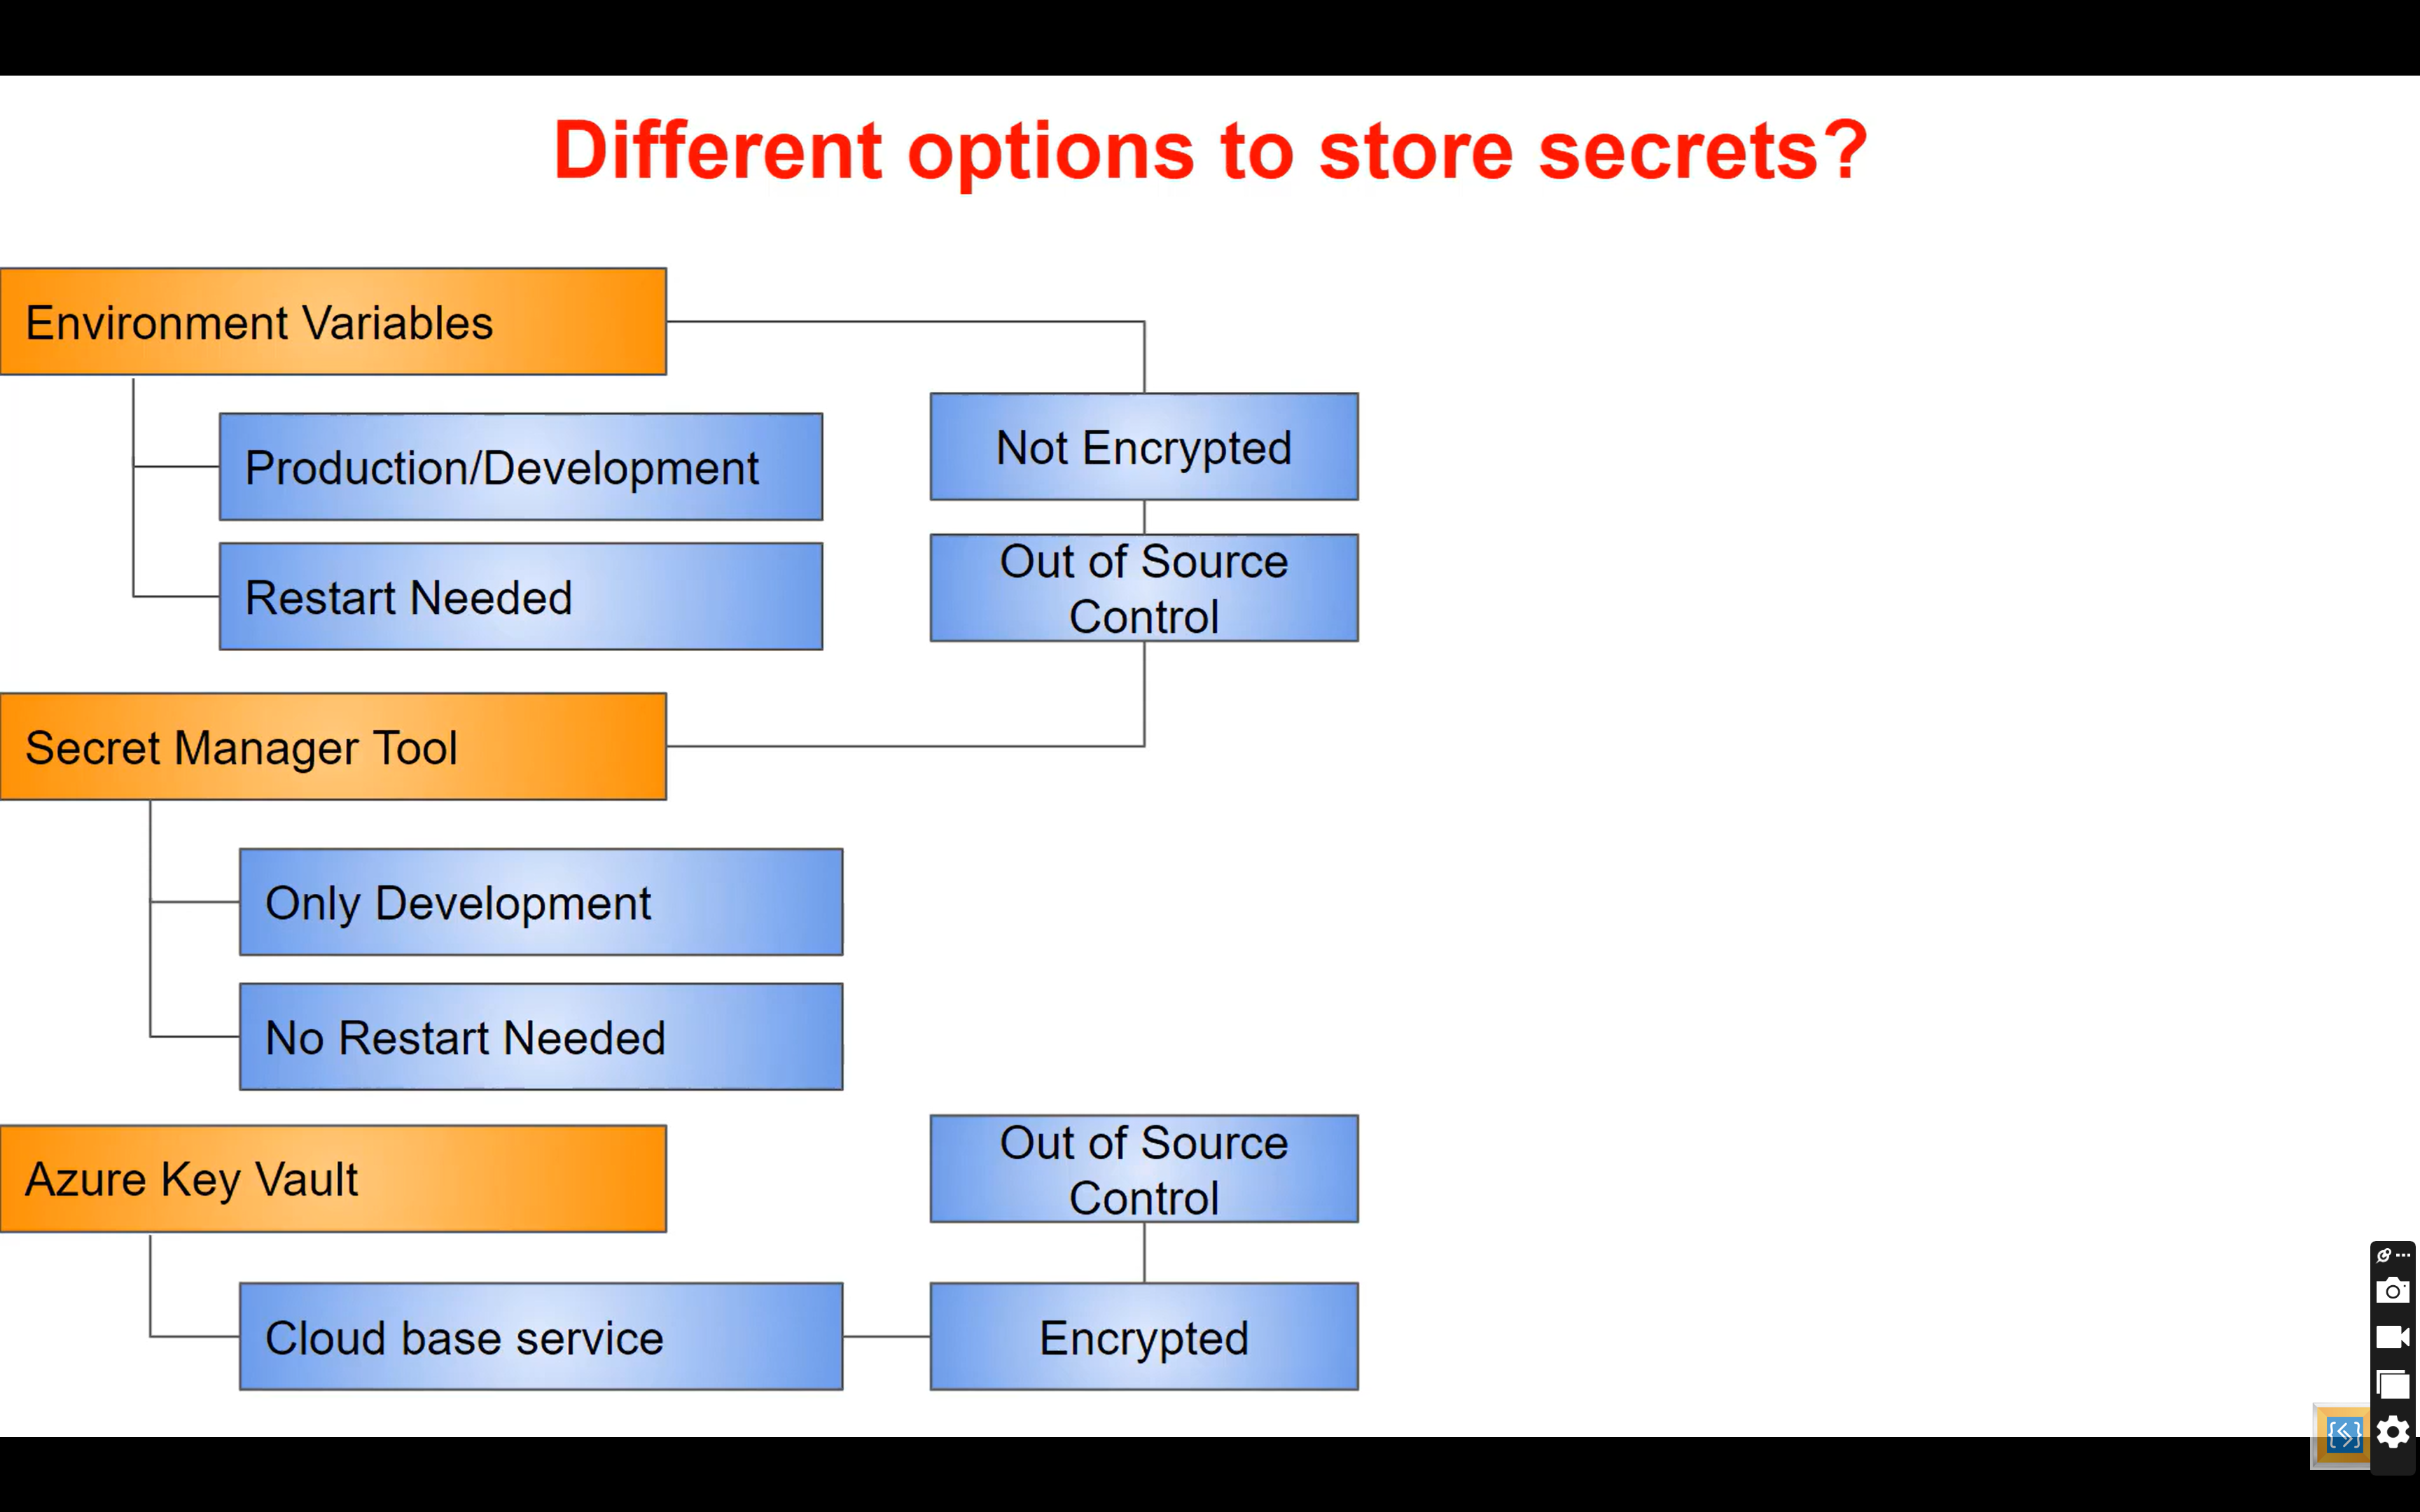 Different options to store secrets?
Environment Variables
Production/Development
Restart Needed
Not Encrypted
Out of Source
Control
Secret Manager Tool
Only Development
No Restart Needed
Azure Key Vault
Cloud base service
Out of Source
Control
Encrypted